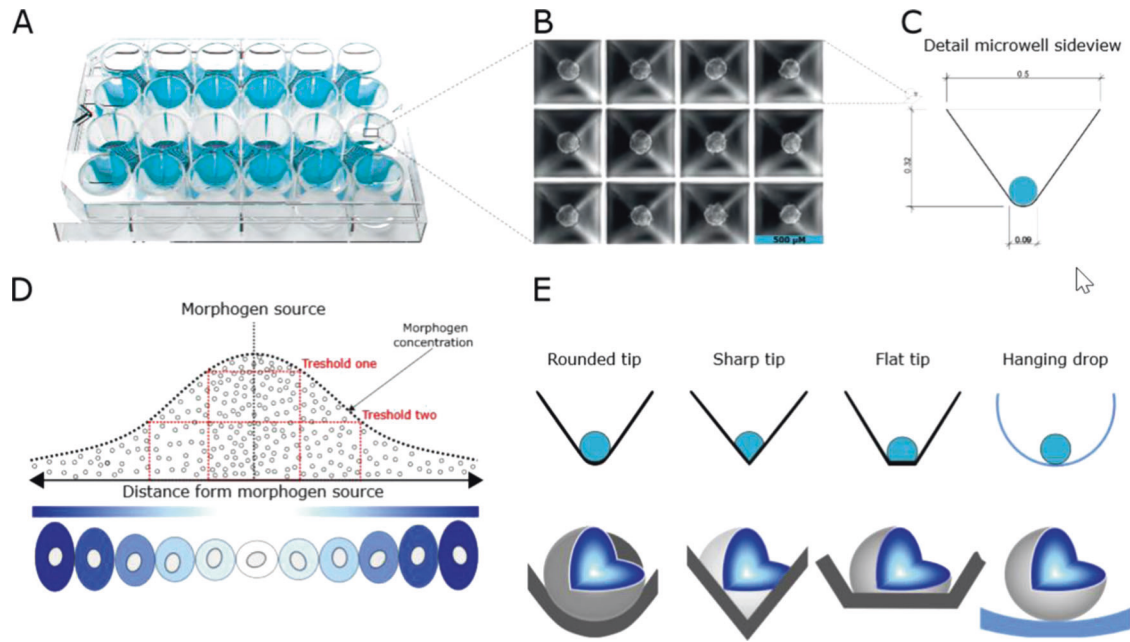 A
B
C
Detail microwell sideview
0.5
0.32
0.09
500 µM
D
Morphogen source
Morphogen
concentration
Treshold one
Treshold two
Distance form morphogen source
E
Rounded tip
Sharp tip
Flat tip
Hanging drop